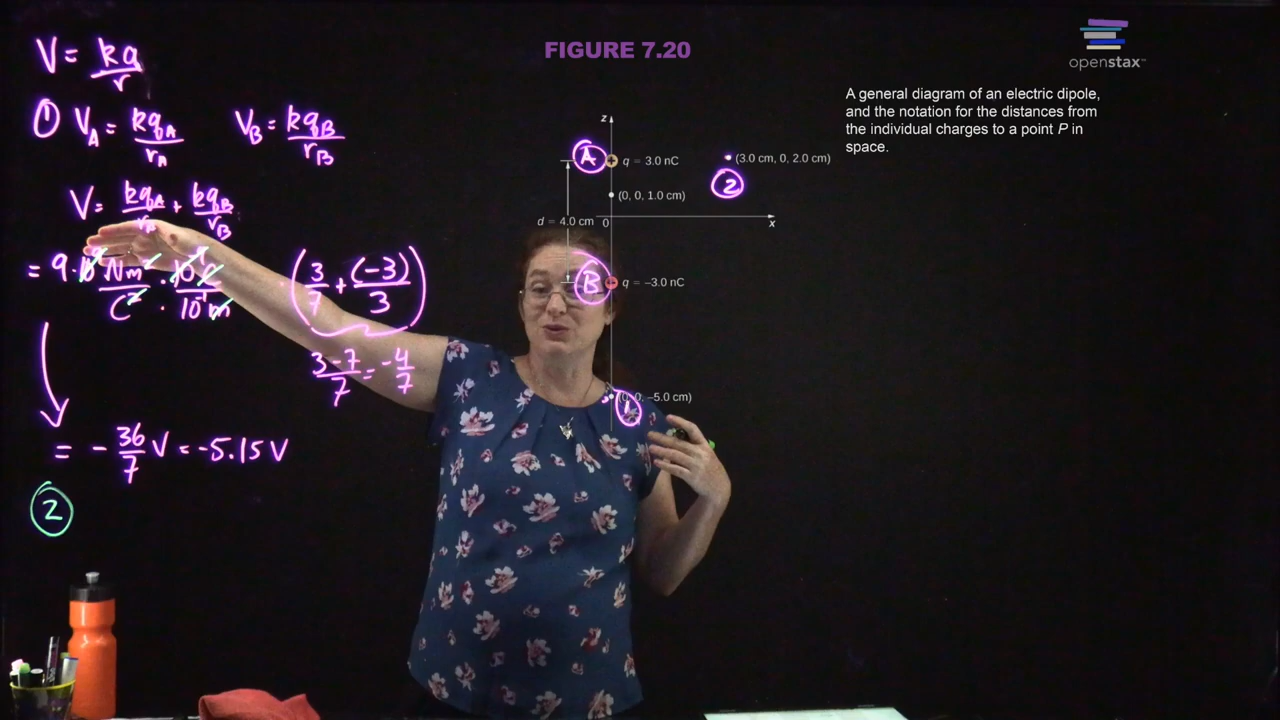 FIGURE 7.20
openstax™
A general diagram of an electric dipole,
and the notation for the distances from
the individual charges to a point P in
space.
V = kq/r
① V_A = kq_A/r_A   V_B = kq_B/r_B
V = kq_A/r_A + kq_B/r_B
= 9·10⁹ Nm²/C² ·
(3/7 + (-3)/3)
3-7/7 = -4/7
= - 36/7 V = -5.15 V
②
z
A + q = 3.0 nC
(3.0 cm, 0, 2.0 cm)
2
(0, 0, 1.0 cm)
d = 4.0 cm 0
x
B q = −3.0 nC
(0, 0, −5.0 cm)
1